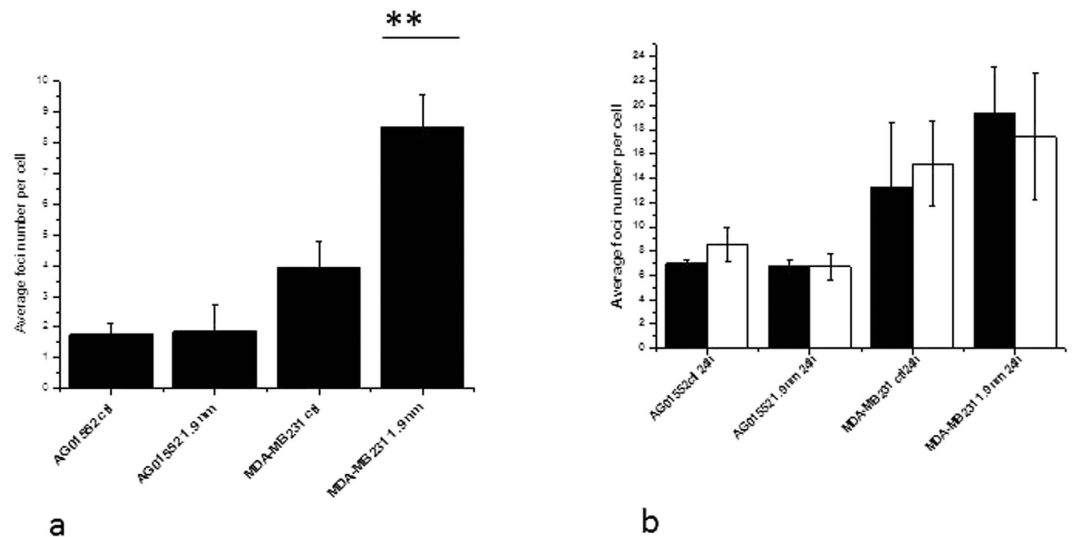 **
Average foci number per cell
10
9
8
7
6
5
4
3
2
1
0
AG01552 ctl
AG01552 1.9 nm
MDA-MB231 ctl
MDA-MB231 1.9 nm
a
Average foci number per cell
24
22
20
18
16
14
12
10
8
6
4
2
0
AG01552ctl 24h
AG01552 1.9 nm 24h
MDA-MB231 ctl 24h
MDA-MB231 1.9 nm 24h
b